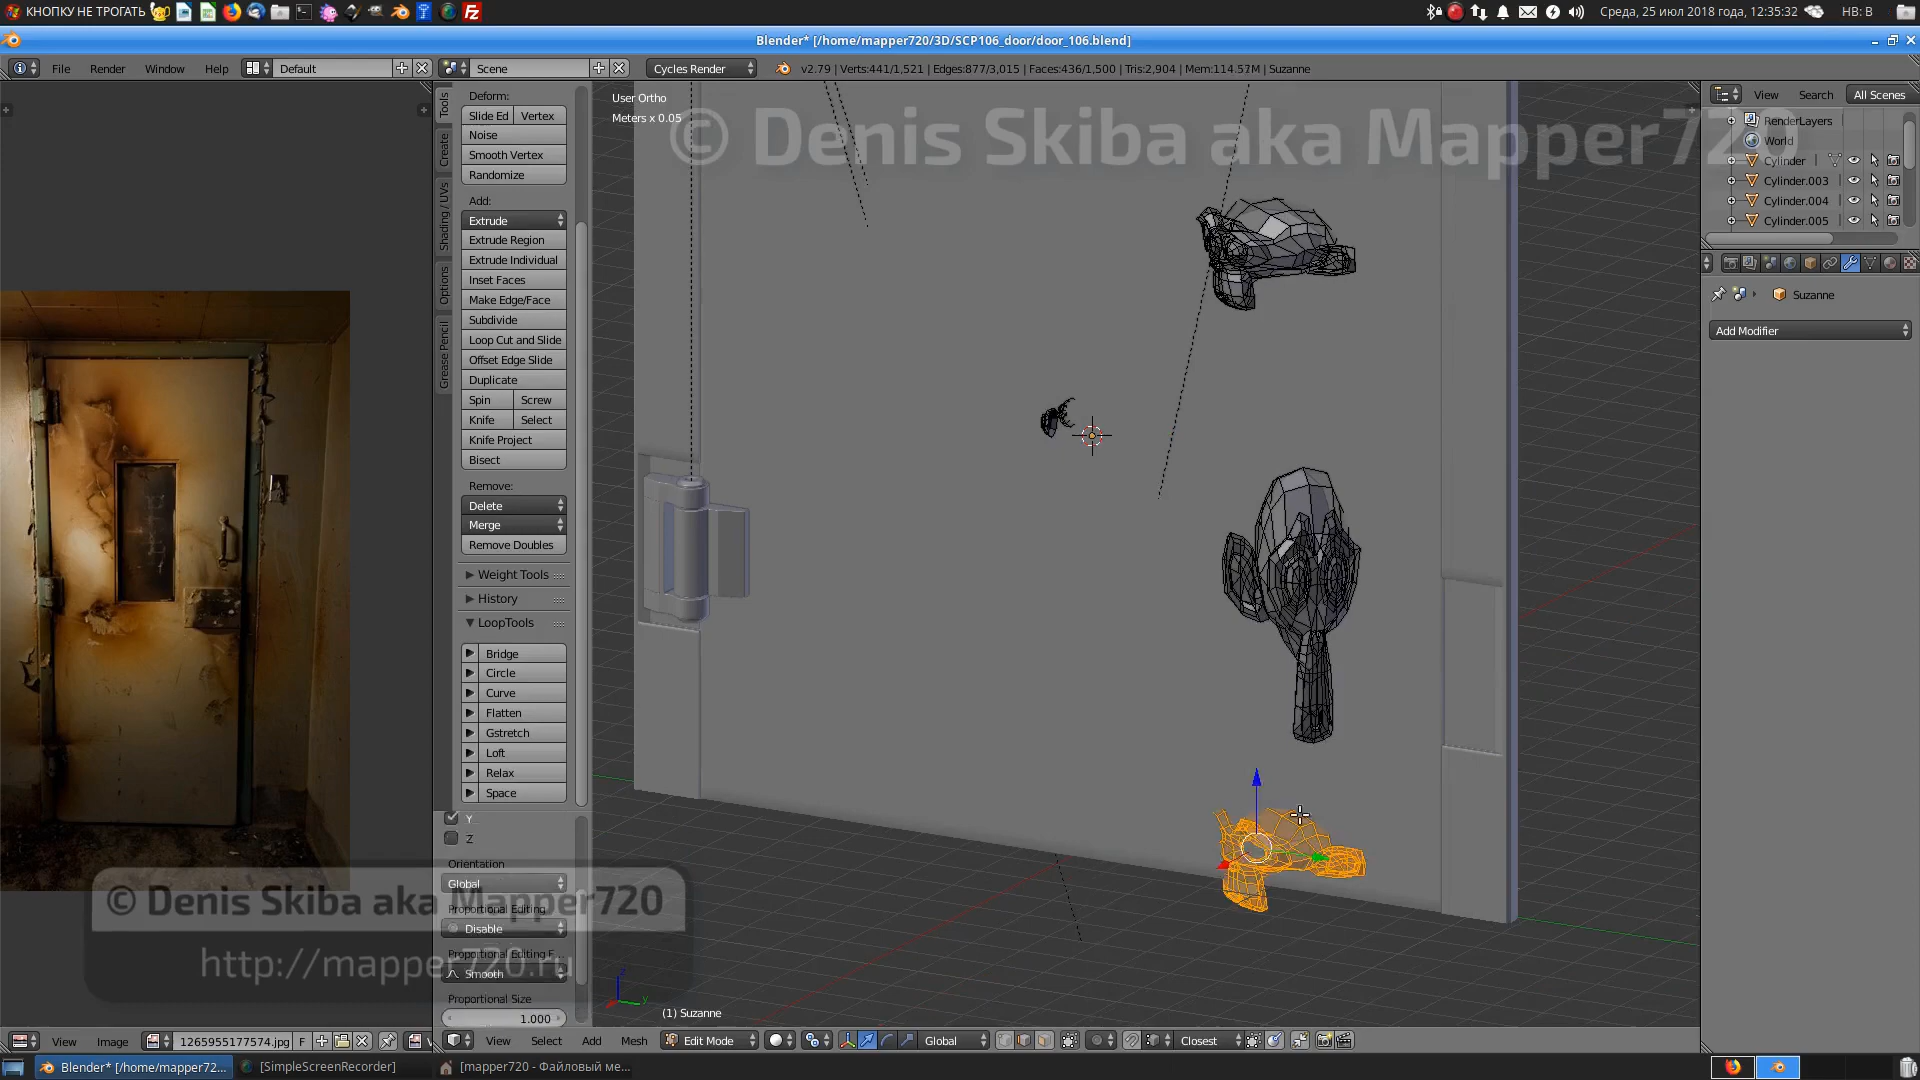 КНОПКУ НЕ ТРОГАТЬ
Среда, 25 июл 2018 года, 12:35:32
НВ: В
Blender* [/home/mapper720/3D/SCP106_door/door_106.blend]
File
Render
Window
Help
Default
Scene
Cycles Render
v2.79 | Verts:441/1,521 | Edges:877/3,015 | Faces:436/1,500 | Tris:2,904 | Mem:114.57M | Suzanne
Tools
Create
Shading / UVs
Options
Grease Pencil
Deform:
Slide Ed
Vertex
Noise
Smooth Vertex
Randomize
Add:
Extrude
Extrude Region
Extrude Individual
Inset Faces
Make Edge/Face
Subdivide
Loop Cut and Slide
Offset Edge Slide
Duplicate
Spin
Screw
Knife
Select
Knife Project
Bisect
Remove:
Delete
Merge
Remove Doubles
Weight Tools
History
LoopTools
Bridge
Circle
Curve
Flatten
Gstretch
Loft
Relax
Space
Y
Z
Orientation
Global
Proportional Editing
Disable
Proportional Editing F...
Smooth
Proportional Size
1.000
User Ortho
Meters x 0.05
© Denis Skiba aka Mapper720
(1) Suzanne
z
y
View
Search
All Scenes
RenderLayers
World
Cylinder
Cylinder.003
Cylinder.004
Cylinder.005
Suzanne
Add Modifier
© Denis Skiba aka Mapper720
http://mapper720.ru
View
Image
1265955177574.jpg
F
View
Select
Add
Mesh
Edit Mode
Global
Closest
Blender* [/home/mapper72...
[SimpleScreenRecorder]
[mapper720 - Файловый ме...